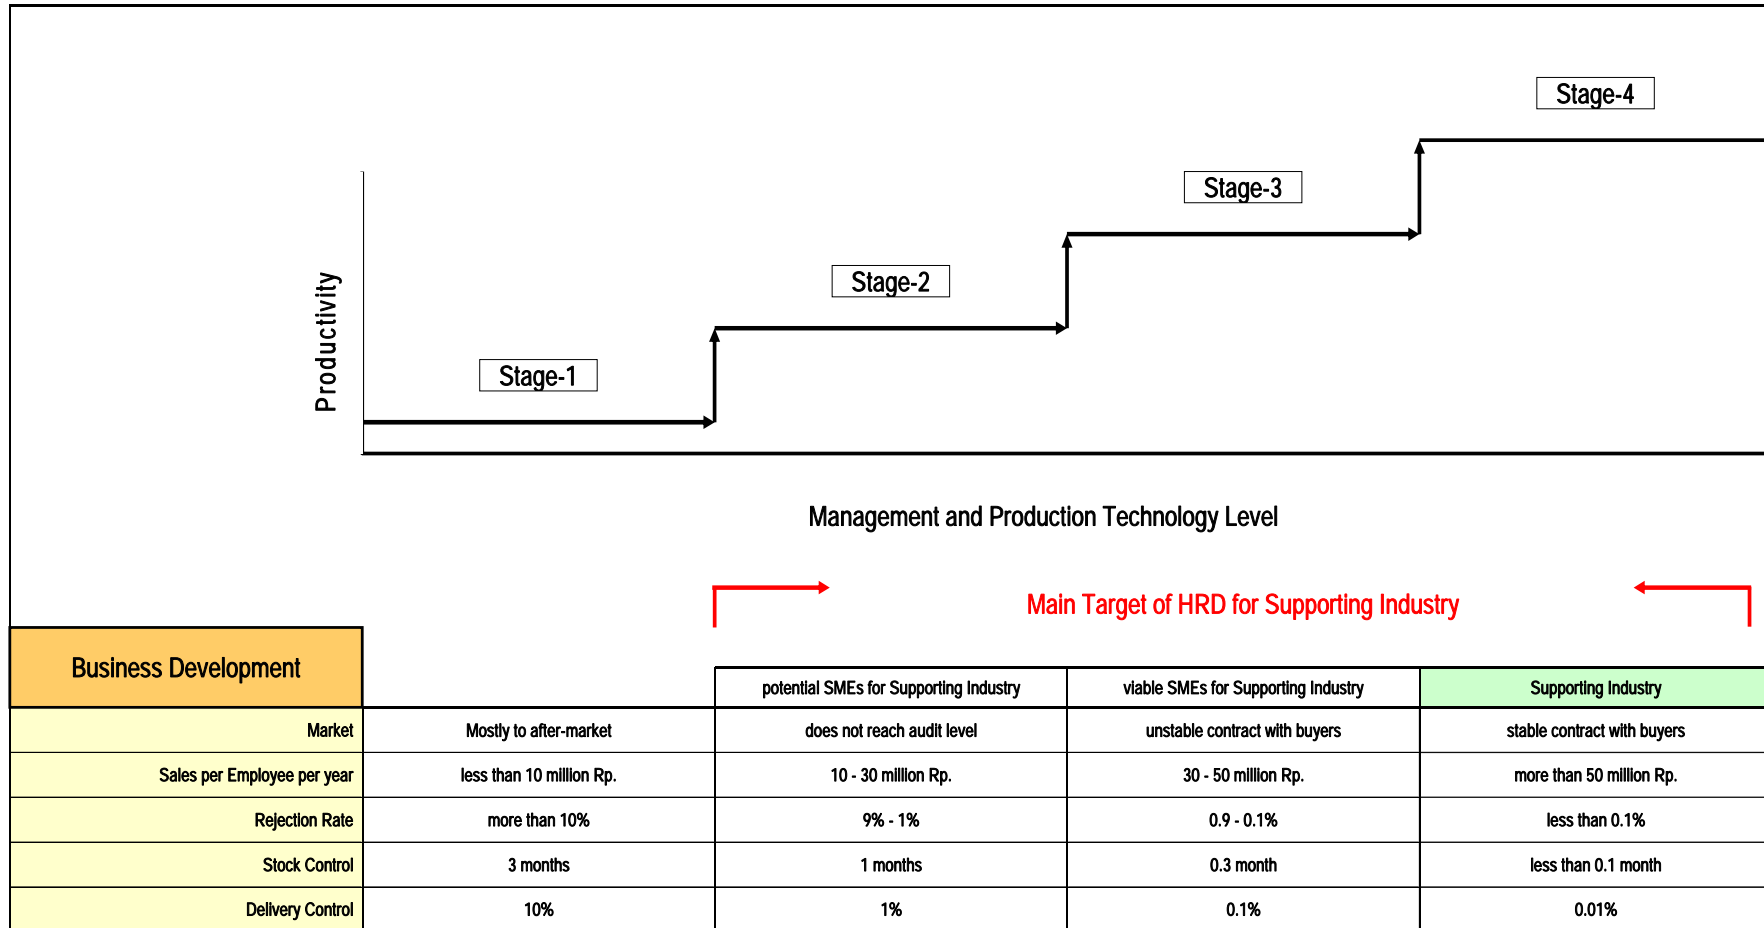 Stage-4
Stage-3
Stage-2
Stage-1
Productivity
Management and Production Technology Level
Main Target of HRD for Supporting Industry
Business Development
potential SMEs for Supporting Industry
viable SMEs for Supporting Industry
Supporting Industry
Market
Mostly to after-market
does not reach audit level
unstable contract with buyers
stable contract with buyers
Sales per Employee per year
less than 10 million Rp.
10 - 30 million Rp.
30 - 50 million Rp.
more than 50 million Rp.
Rejection Rate
more than 10%
9% - 1%
0.9 - 0.1%
less than 0.1%
Stock Control
3 months
1 months
0.3 month
less than 0.1 month
Delivery Control
10%
1%
0.1%
0.01%